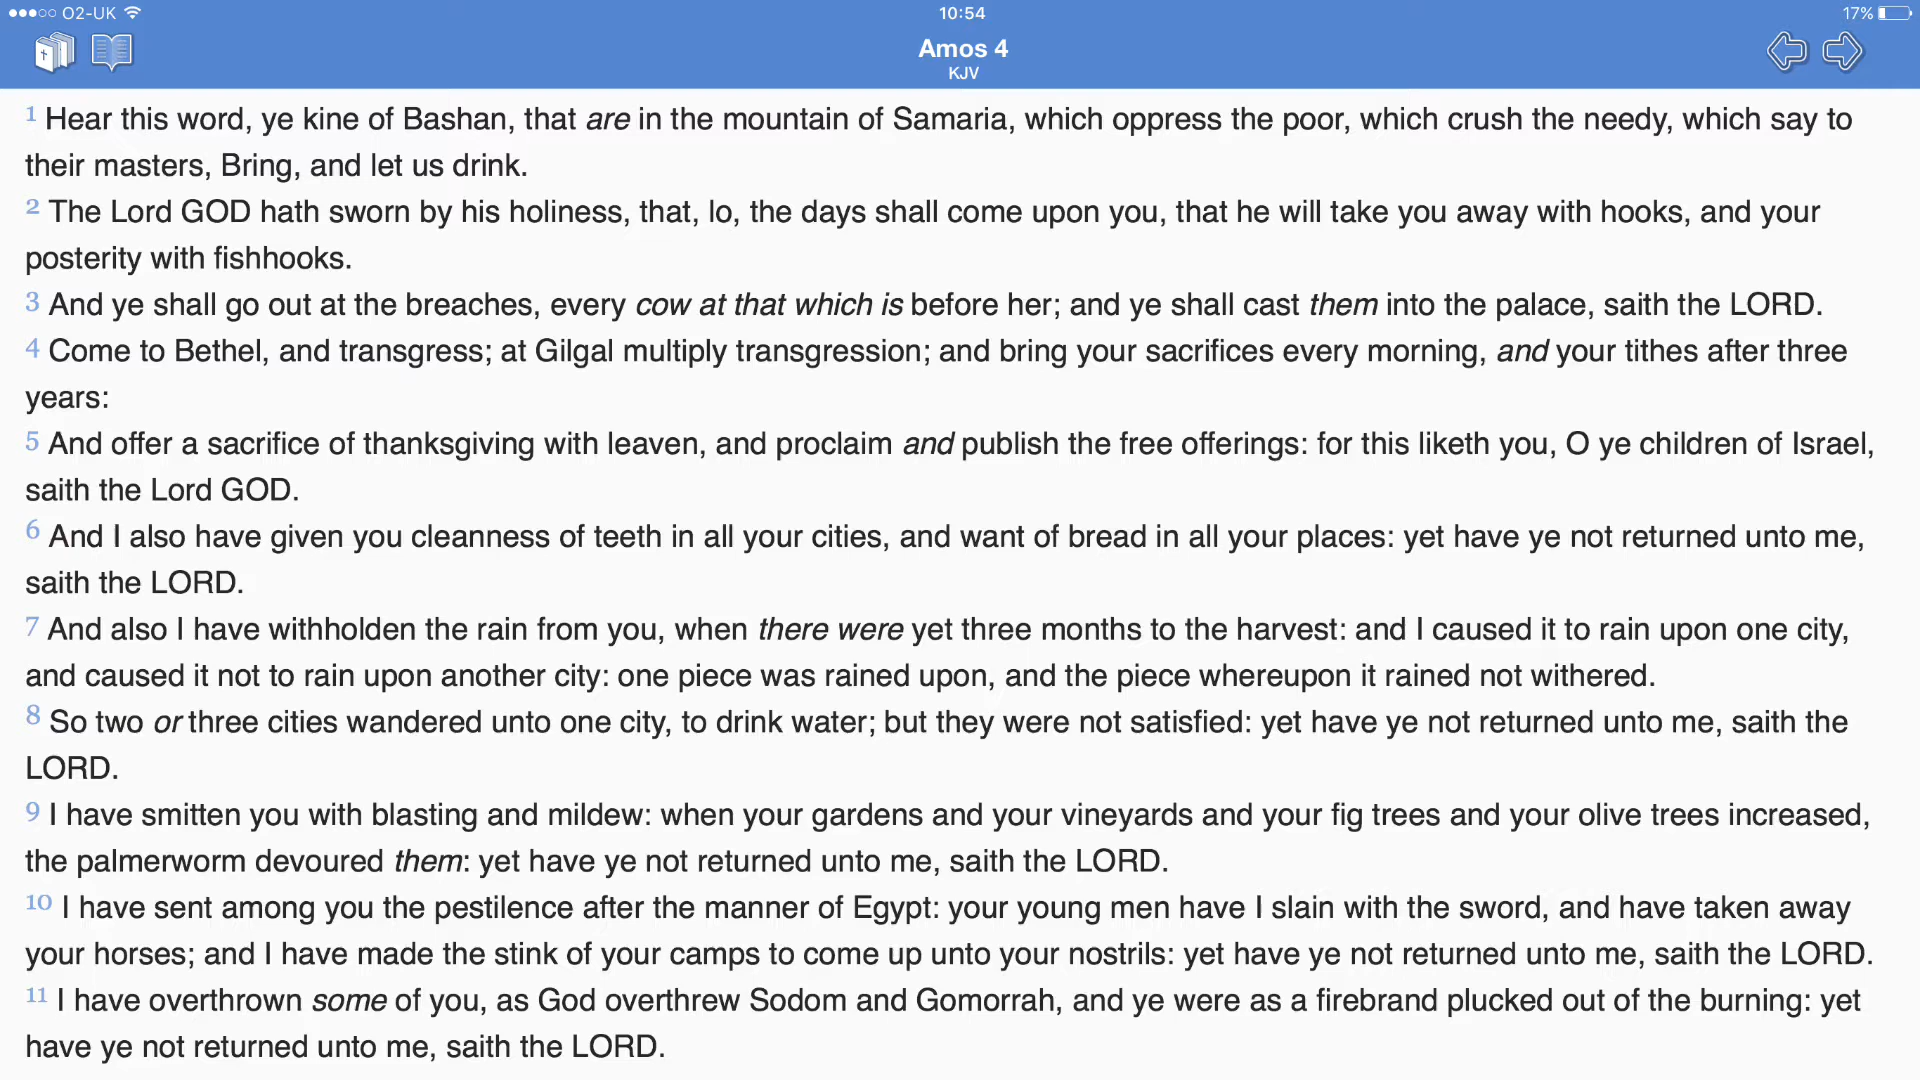 O2-UK 10:54 17%
Amos 4
KJV
1 Hear this word, ye kine of Bashan, that are in the mountain of Samaria, which oppress the poor, which crush the needy, which say to
their masters, Bring, and let us drink.
2 The Lord GOD hath sworn by his holiness, that, lo, the days shall come upon you, that he will take you away with hooks, and your
posterity with fishhooks.
3 And ye shall go out at the breaches, every cow at that which is before her; and ye shall cast them into the palace, saith the LORD.
4 Come to Bethel, and transgress; at Gilgal multiply transgression; and bring your sacrifices every morning, and your tithes after three
years:
5 And offer a sacrifice of thanksgiving with leaven, and proclaim and publish the free offerings: for this liketh you, O ye children of Israel,
saith the Lord GOD.
6 And I also have given you cleanness of teeth in all your cities, and want of bread in all your places: yet have ye not returned unto me,
saith the LORD.
7 And also I have withholden the rain from you, when there were yet three months to the harvest: and I caused it to rain upon one city,
and caused it not to rain upon another city: one piece was rained upon, and the piece whereupon it rained not withered.
8 So two or three cities wandered unto one city, to drink water; but they were not satisfied: yet have ye not returned unto me, saith the
LORD.
9 I have smitten you with blasting and mildew: when your gardens and your vineyards and your fig trees and your olive trees increased,
the palmerworm devoured them: yet have ye not returned unto me, saith the LORD.
10 I have sent among you the pestilence after the manner of Egypt: your young men have I slain with the sword, and have taken away
your horses; and I have made the stink of your camps to come up unto your nostrils: yet have ye not returned unto me, saith the LORD.
11 I have overthrown some of you, as God overthrew Sodom and Gomorrah, and ye were as a firebrand plucked out of the burning: yet
have ye not returned unto me, saith the LORD.